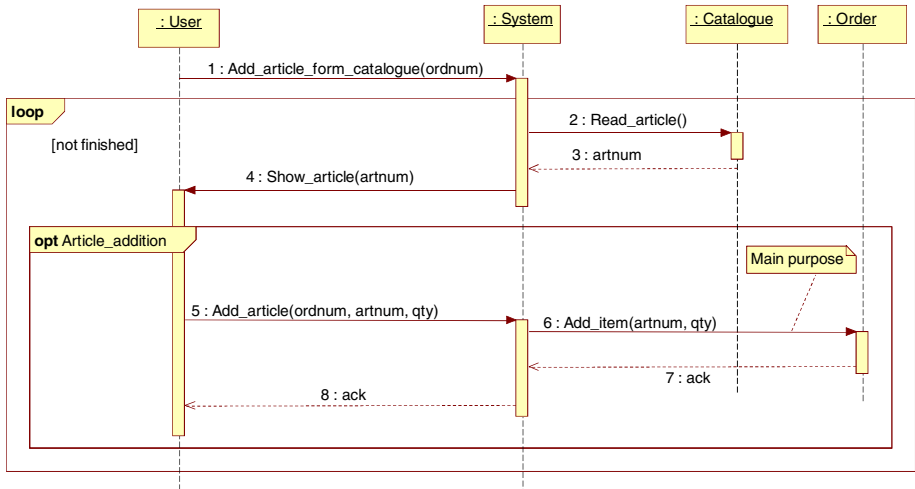 : User
: System
: Catalogue
: Order
1 : Add_article_form_catalogue(ordnum)
loop
[not finished]
2 : Read_article()
3 : artnum
4 : Show_article(artnum)
opt Article_addition
Main purpose
5 : Add_article(ordnum, artnum, qty)
6 : Add_item(artnum, qty)
7 : ack
8 : ack